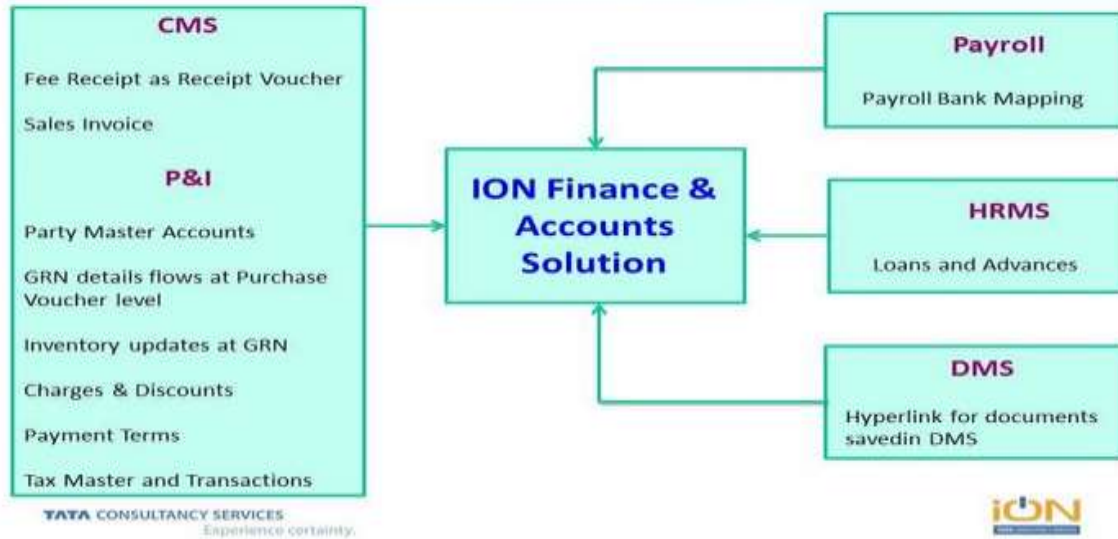 CMS
Fee Receipt as Receipt Voucher
Sales Invoice
P&I
Party Master Accounts
GRN details flows at Purchase
Voucher level
Inventory updates at GRN
Charges & Discounts
Payment Terms
Tax Master and Transactions
ION Finance &
Accounts
Solution
Payroll
Payroll Bank Mapping
HRMS
Loans and Advances
DMS
Hyperlink for documents
savedin DMS
TATA CONSULTANCY SERVICES
Experience certainty.
iON